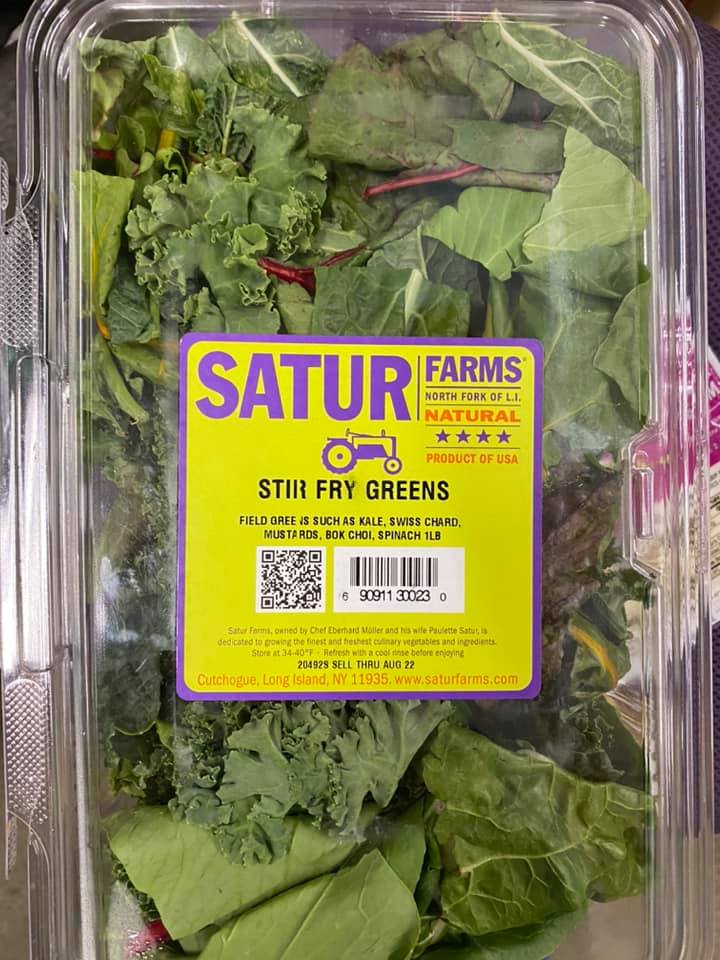 SATUR
FARMS®
NORTH FORK OF L.I.
NATURAL
PRODUCT OF USA
STIR FRY GREENS
FIELD GREENS SUCH AS KALE, SWISS CHARD,
MUSTARDS, BOK CHOI, SPINACH 1LB
6 90911 30023 0
Satur Farms, owned by Chef Eberhard Müller and his wife Paulette Satur, is
dedicated to growing the finest and freshest culinary vegetables and ingredients.
Store at 34-40°F · Refresh with a cool rinse before enjoying
204928 SELL THRU AUG 22
Cutchogue, Long Island, NY 11935. www.saturfarms.com